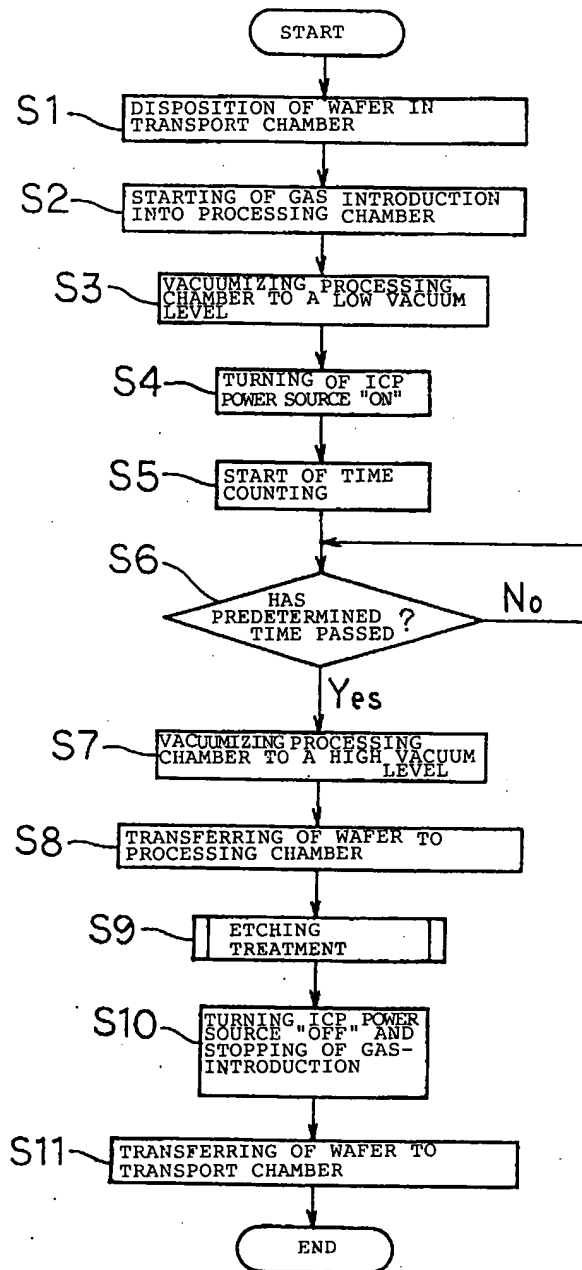 START
S1
DISPOSITION OF WAFER IN
TRANSPORT CHAMBER
S2
STARTING OF GAS INTRODUCTION
INTO PROCESSING CHAMBER
S3
VACUUMIZING PROCESSING
CHAMBER TO A LOW VACUUM
LEVEL
S4
TURNING OF ICP
POWER SOURCE "ON"
S5
START OF TIME
COUNTING
S6
HAS
PREDETERMINED
TIME PASSED ?
No
Yes
S7
VACUUMIZING PROCESSING
CHAMBER TO A HIGH VACUUM
LEVEL
S8
TRANSFERRING OF WAFER TO
PROCESSING CHAMBER
S9
ETCHING
TREATMENT
S10
TURNING ICP POWER
SOURCE "OFF" AND
STOPPING OF GAS-
INTRODUCTION
S11
TRANSFERRING OF WAFER TO
TRANSPORT CHAMBER
END